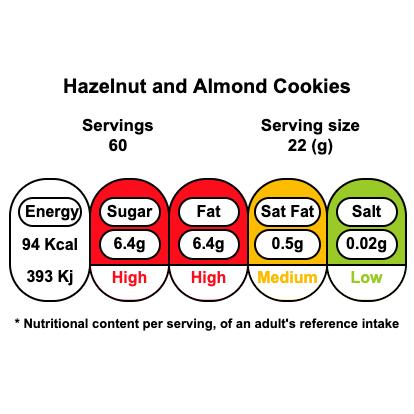 Hazelnut and Almond Cookies
Servings Serving size
60 22 (g)
Energy Sugar Fat Sat Fat Salt
94 Kcal 6.4g 6.4g 0.5g 0.02g
393 Kj High High Medium Low
* Nutritional content per serving, of an adult's reference intake